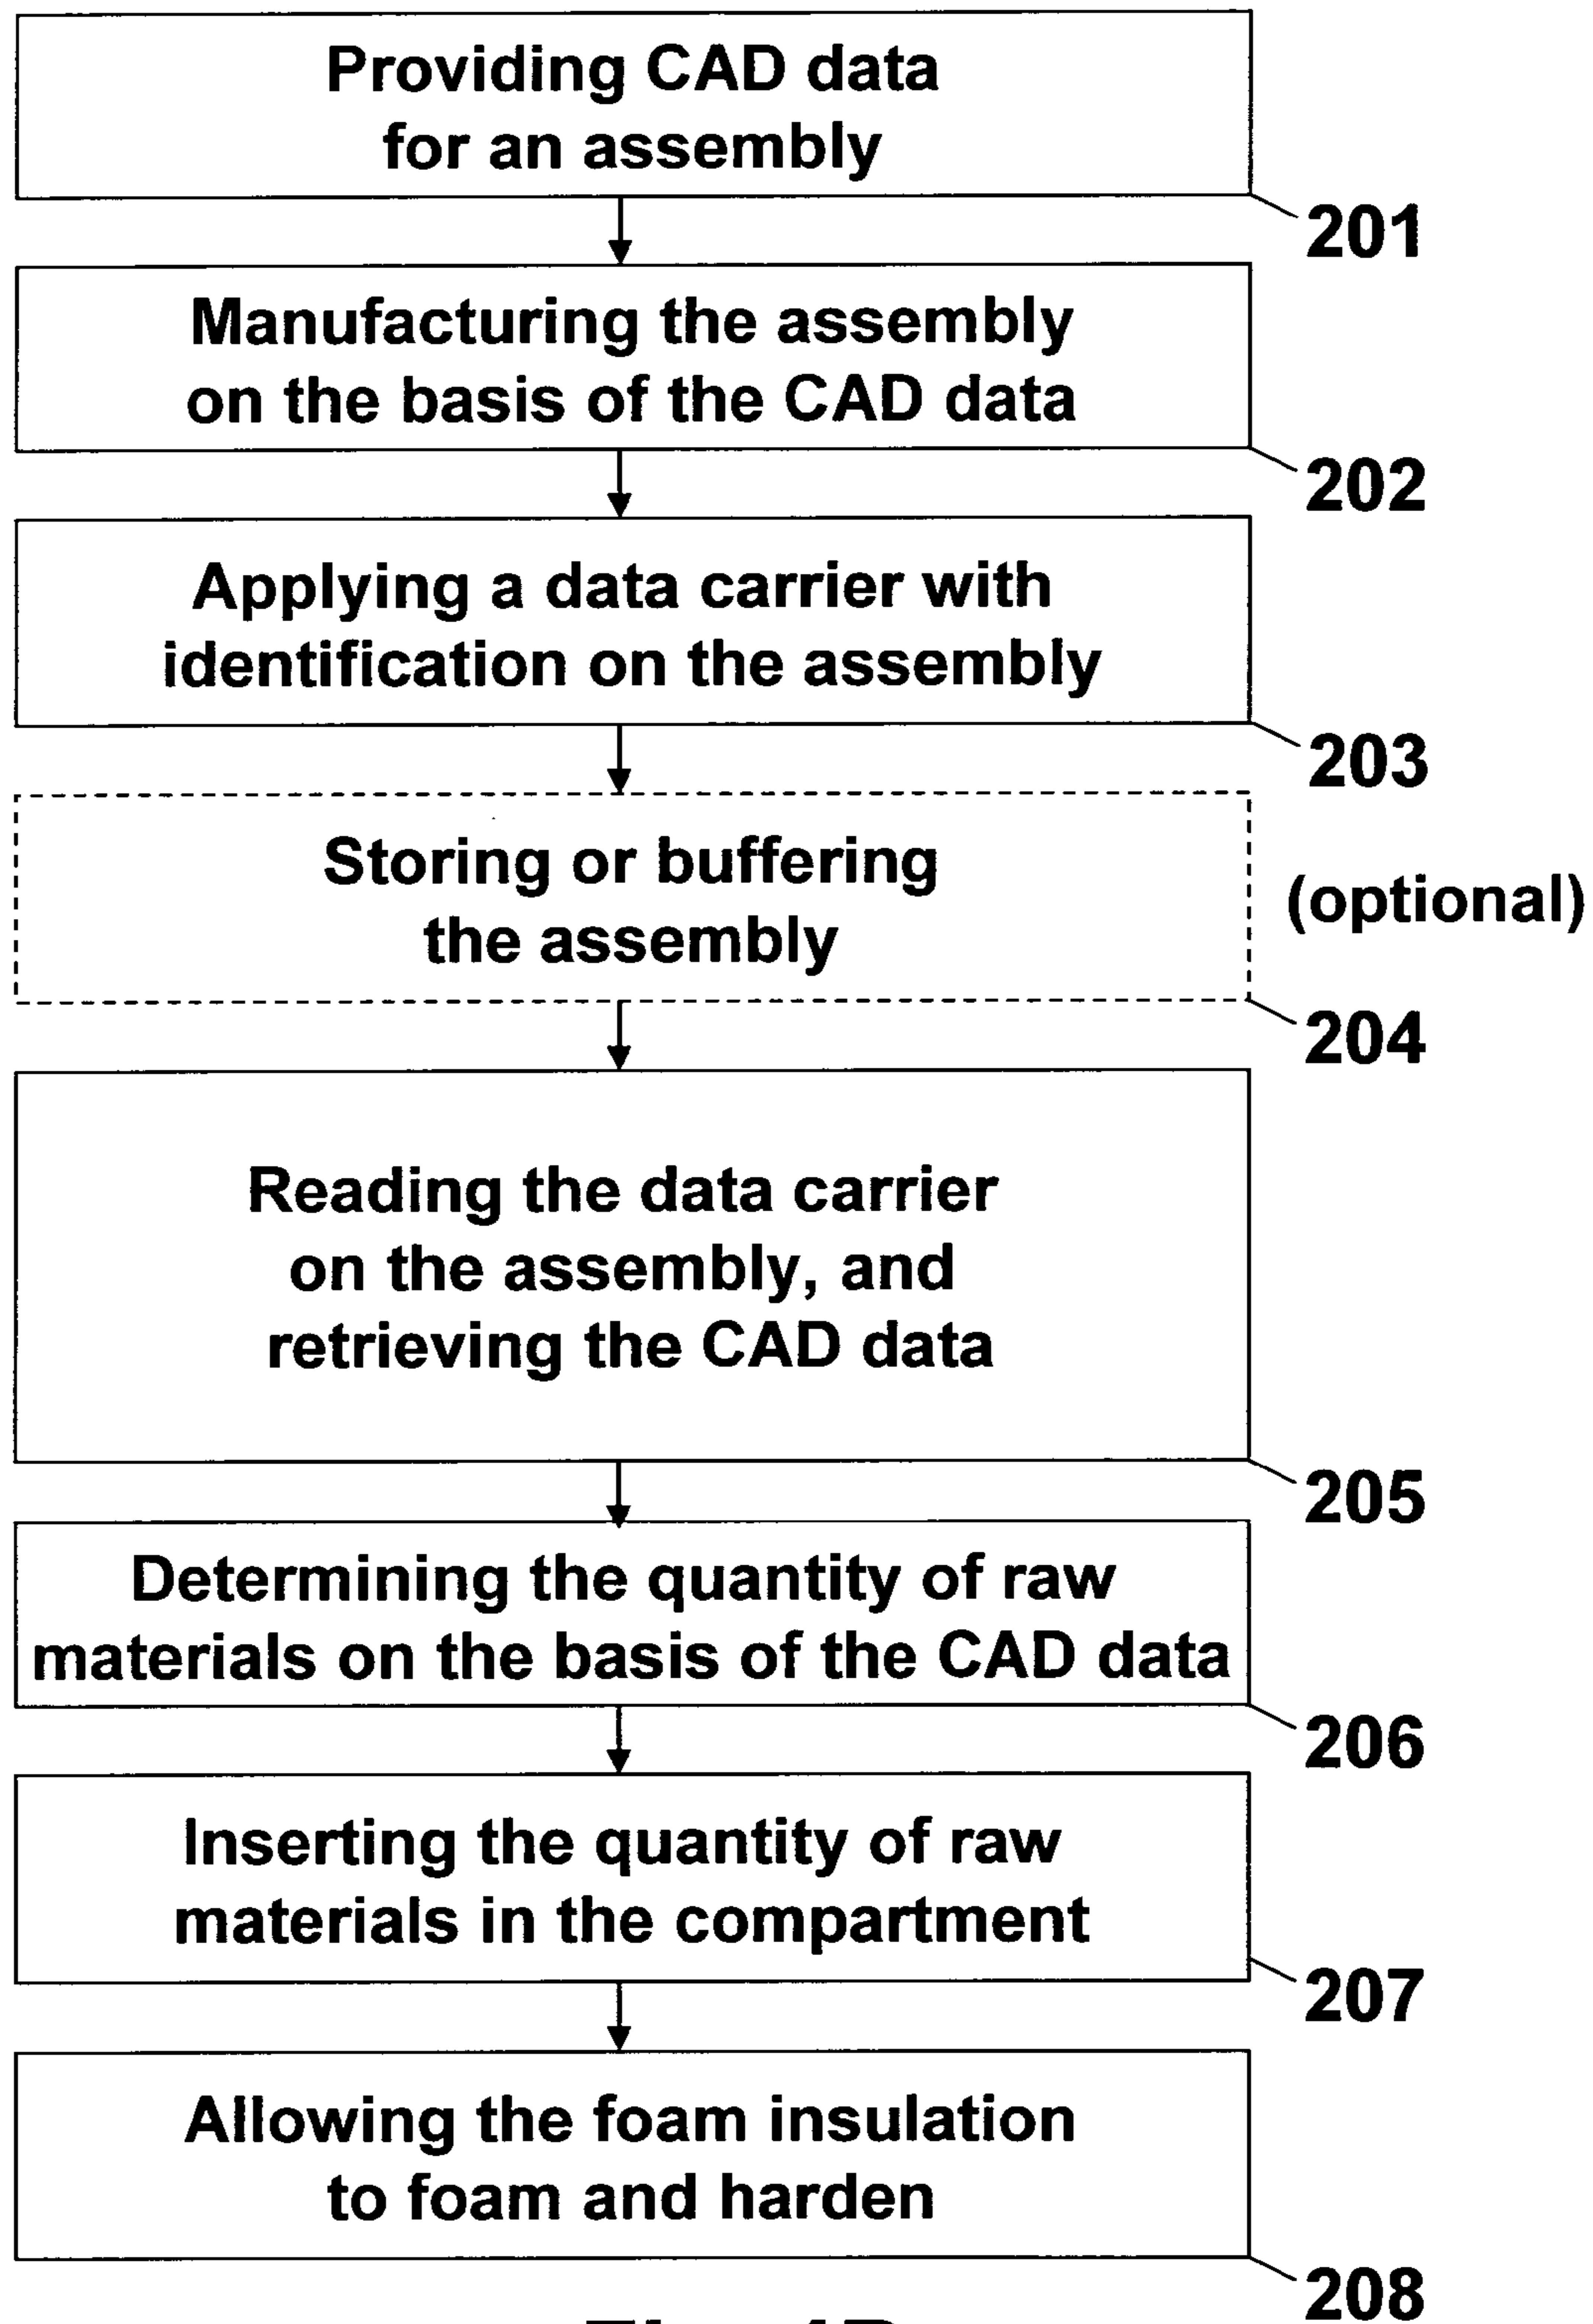 Providing CAD data
for an assembly
201
Manufacturing the assembly
on the basis of the CAD data
202
Applying a data carrier with
identification on the assembly
203
Storing or buffering
the assembly
(optional)
204
Reading the data carrier
on the assembly, and
retrieving the CAD data
205
Determining the quantity of raw
materials on the basis of the CAD data
206
Inserting the quantity of raw
materials in the compartment
207
Allowing the foam insulation
to foam and harden
208